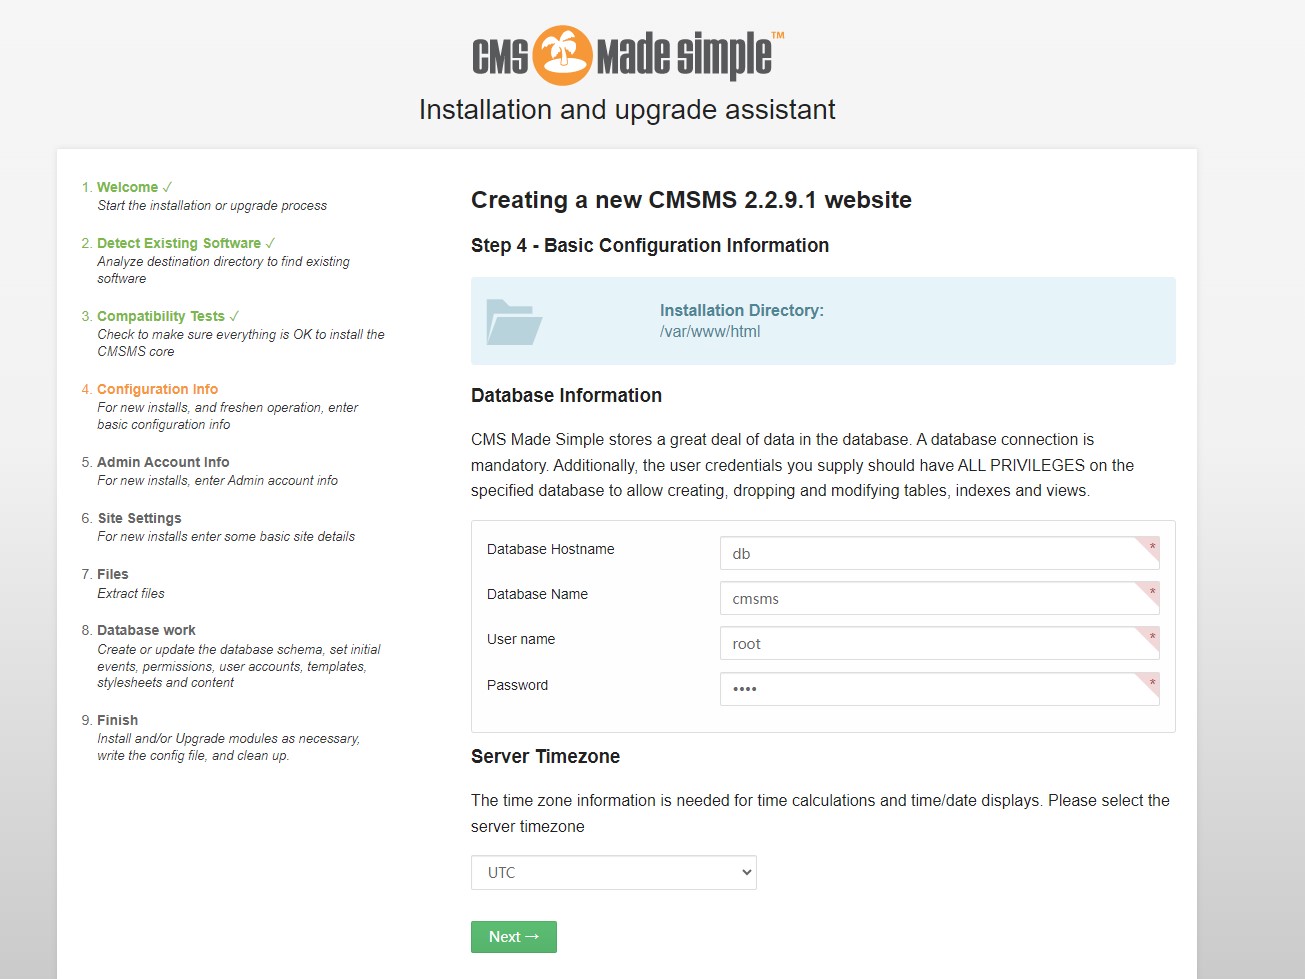 CMS Made Simple™
Installation and upgrade assistant
1. Welcome ✓
Start the installation or upgrade process
2. Detect Existing Software ✓
Analyze destination directory to find existing
software
3. Compatibility Tests ✓
Check to make sure everything is OK to install the
CMSMS core
4. Configuration Info
For new installs, and freshen operation, enter
basic configuration info
5. Admin Account Info
For new installs, enter Admin account info
6. Site Settings
For new installs enter some basic site details
7. Files
Extract files
8. Database work
Create or update the database schema, set initial
events, permissions, user accounts, templates,
stylesheets and content
9. Finish
Install and/or Upgrade modules as necessary,
write the config file, and clean up.
Creating a new CMSMS 2.2.9.1 website
Step 4 - Basic Configuration Information
Installation Directory:
/var/www/html
Database Information
CMS Made Simple stores a great deal of data in the database. A database connection is
mandatory. Additionally, the user credentials you supply should have ALL PRIVILEGES on the
specified database to allow creating, dropping and modifying tables, indexes and views.
Database Hostname db *
Database Name cmsms *
User name root *
Password •••• *
Server Timezone
The time zone information is needed for time calculations and time/date displays. Please select the
server timezone
UTC
Next →